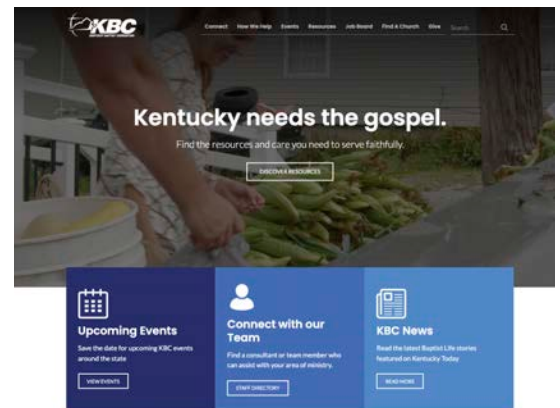 KBC
Connect How We Help Events Resources Job Board Find A Church Give Search
Kentucky needs the gospel.
Find the resources and care you need to serve faithfully.
DISCOVER RESOURCES
Upcoming Events
Save the date for upcoming KBC events
around the state
VIEW EVENTS
Connect with our
Team
Find a consultant or team member who
can assist with your area of ministry.
STAFF DIRECTORY
KBC News
Read the latest Baptist Life stories
featured on Kentucky Today
READ MORE